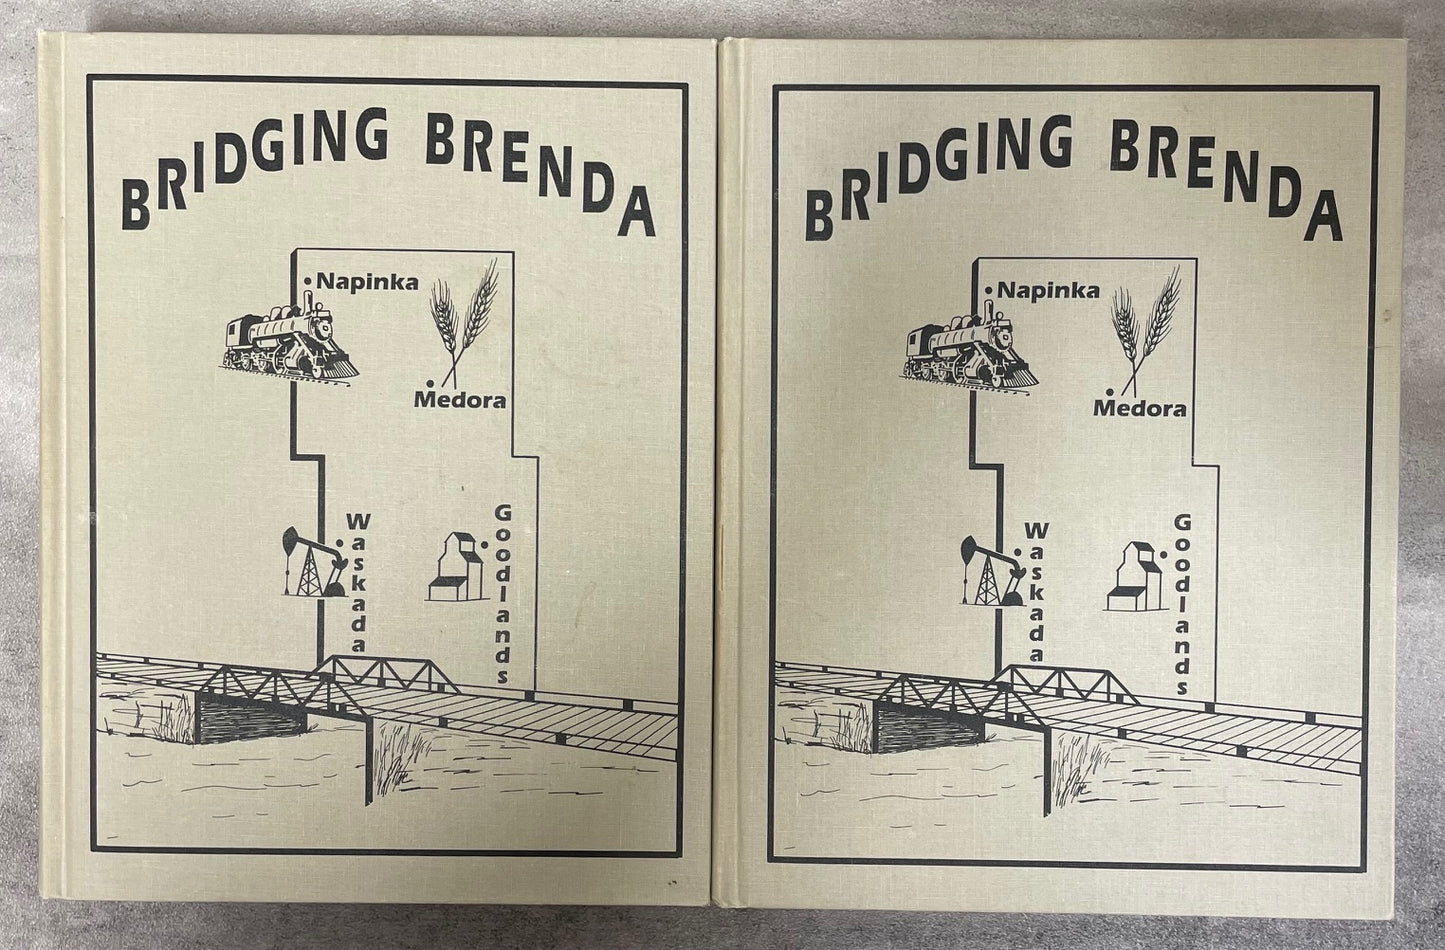 BRIDGING BRENDA
Napinka
Medora
Waskada
Goodlands
BRIDGING BRENDA
Napinka
Medora
Waskada
Goodlands